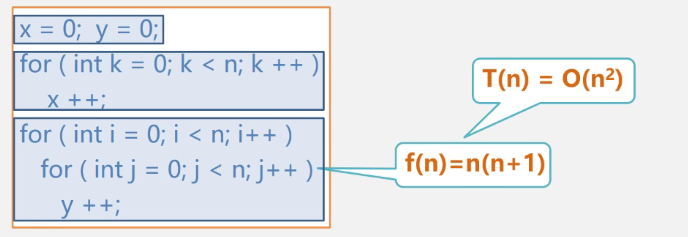 x = 0; y = 0;
for ( int k = 0; k < n; k ++ )
x ++;
for ( int i = 0; i < n; i++ )
for ( int j = 0; j < n; j++ )
y ++;
T(n) = O(n²)
f(n)=n(n+1)